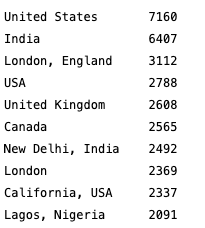 United States 7160
India 6407
London, England 3112
USA 2788
United Kingdom 2608
Canada 2565
New Delhi, India 2492
London 2369
California, USA 2337
Lagos, Nigeria 2091